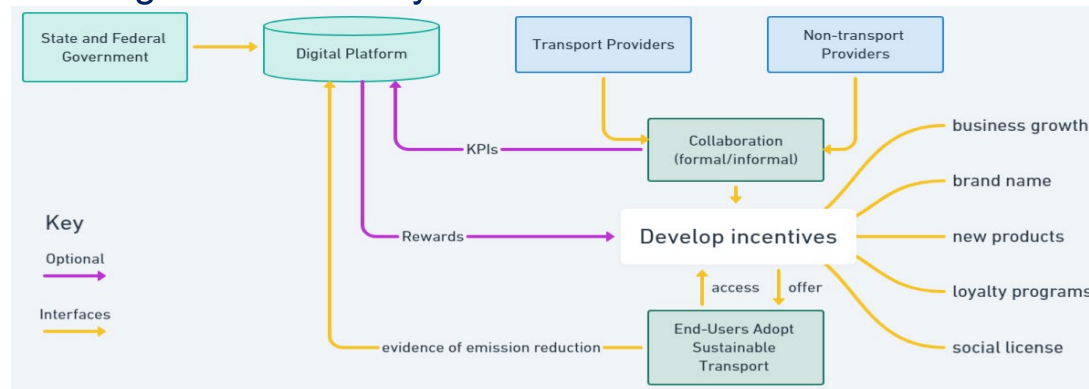 State and Federal
Government
Digital Platform
Transport Providers
Non-transport
Providers
Collaboration
(formal/informal)
KPIs
business growth
brand name
Key
Optional
Interfaces
Rewards
Develop incentives
new products
access
offer
loyalty programs
End-Users Adopt
Sustainable
Transport
evidence of emission reduction
social license